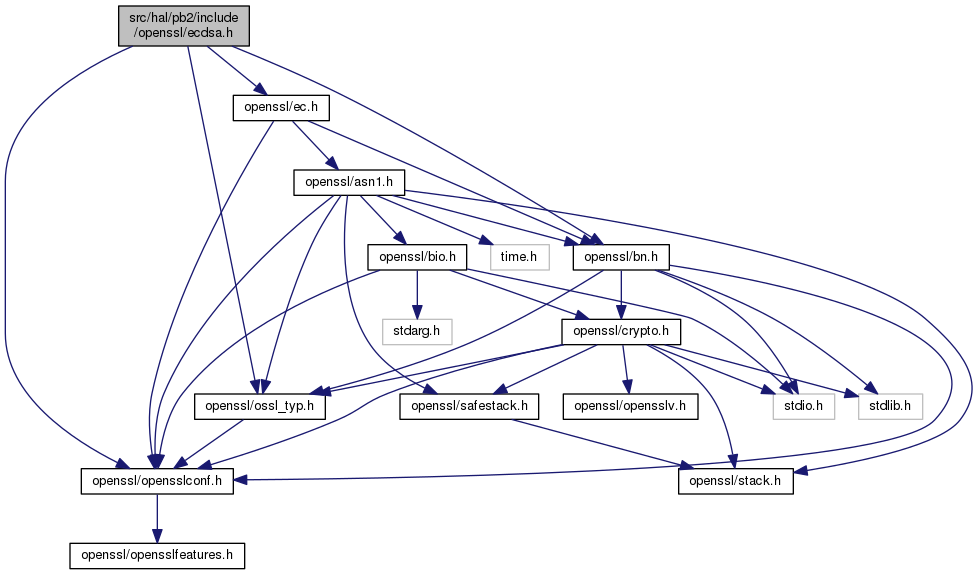 src/hal/pb2/include
/openssl/ecdsa.h
openssl/ec.h
openssl/asn1.h
openssl/bio.h
time.h
openssl/bn.h
stdarg.h
openssl/crypto.h
openssl/ossl_typ.h
openssl/safestack.h
openssl/opensslv.h
stdio.h
stdlib.h
openssl/opensslconf.h
openssl/stack.h
openssl/opensslfeatures.h